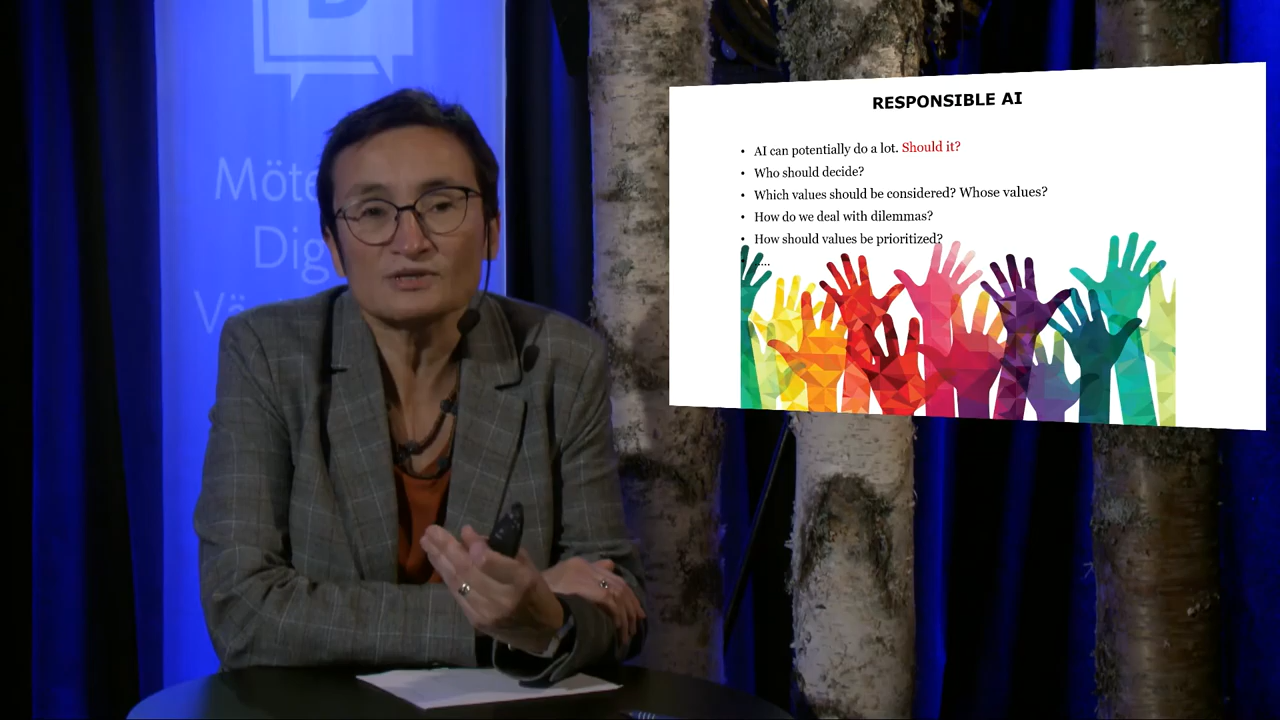 Möte
Dig
Vä
RESPONSIBLE AI
• AI can potentially do a lot. Should it?
• Who should decide?
• Which values should be considered? Whose values?
• How do we deal with dilemmas?
• How should values be prioritized?
....